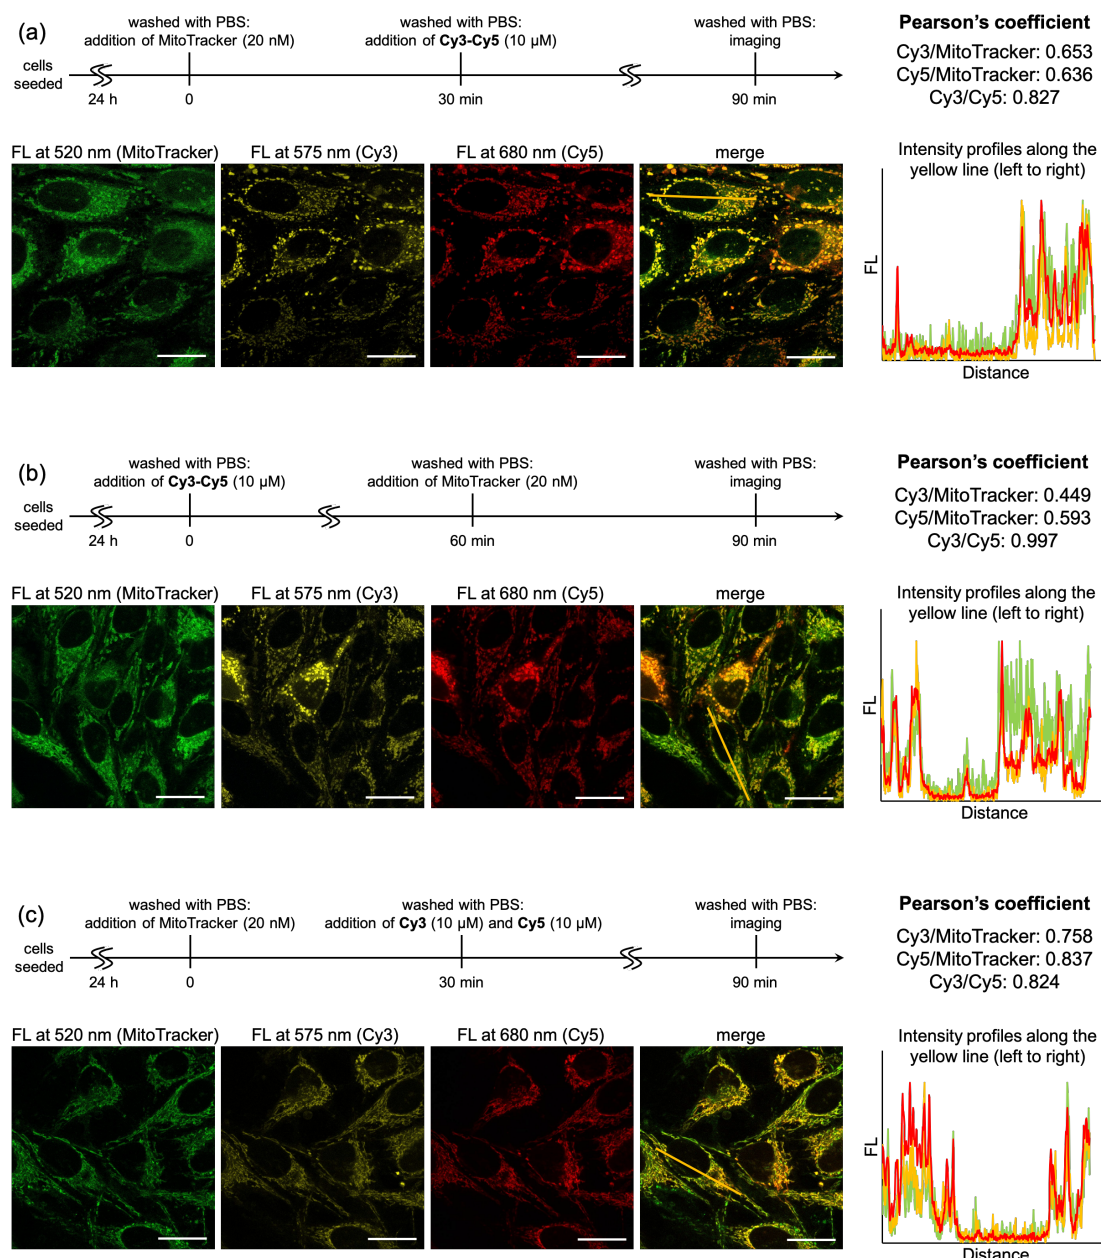 (a)
washed with PBS:
addition of MitoTracker (20 nM)
washed with PBS:
addition of Cy3-Cy5 (10 µM)
washed with PBS:
imaging
cells
seeded
24 h
0
30 min
90 min
Pearson's coefficient
Cy3/MitoTracker: 0.653
Cy5/MitoTracker: 0.636
Cy3/Cy5: 0.827
FL at 520 nm (MitoTracker)
FL at 575 nm (Cy3)
FL at 680 nm (Cy5)
merge
Intensity profiles along the
yellow line (left to right)
FL
Distance
(b)
washed with PBS:
addition of Cy3-Cy5 (10 µM)
washed with PBS:
addition of MitoTracker (20 nM)
washed with PBS:
imaging
cells
seeded
24 h
0
60 min
90 min
Pearson's coefficient
Cy3/MitoTracker: 0.449
Cy5/MitoTracker: 0.593
Cy3/Cy5: 0.997
FL at 520 nm (MitoTracker)
FL at 575 nm (Cy3)
FL at 680 nm (Cy5)
merge
Intensity profiles along the
yellow line (left to right)
FL
Distance
(c)
washed with PBS:
addition of MitoTracker (20 nM)
washed with PBS:
addition of Cy3 (10 µM) and Cy5 (10 µM)
washed with PBS:
imaging
cells
seeded
24 h
0
30 min
90 min
Pearson's coefficient
Cy3/MitoTracker: 0.758
Cy5/MitoTracker: 0.837
Cy3/Cy5: 0.824
FL at 520 nm (MitoTracker)
FL at 575 nm (Cy3)
FL at 680 nm (Cy5)
merge
Intensity profiles along the
yellow line (left to right)
FL
Distance